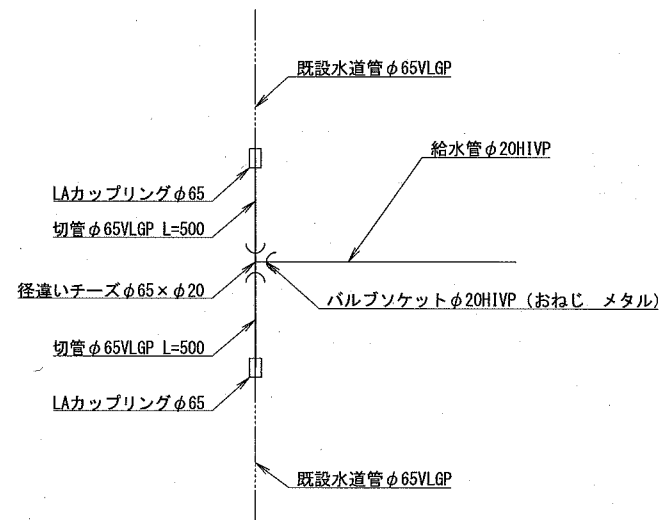 既設水道管φ65VLGP
給水管φ20HIVP
LAカップリングφ65
切管φ65VLGP L=500
径違いチーズφ65×φ20
バルブソケットφ20HIVP（おねじ　メタル）
切管φ65VLGP L=500
LAカップリングφ65
既設水道管φ65VLGP